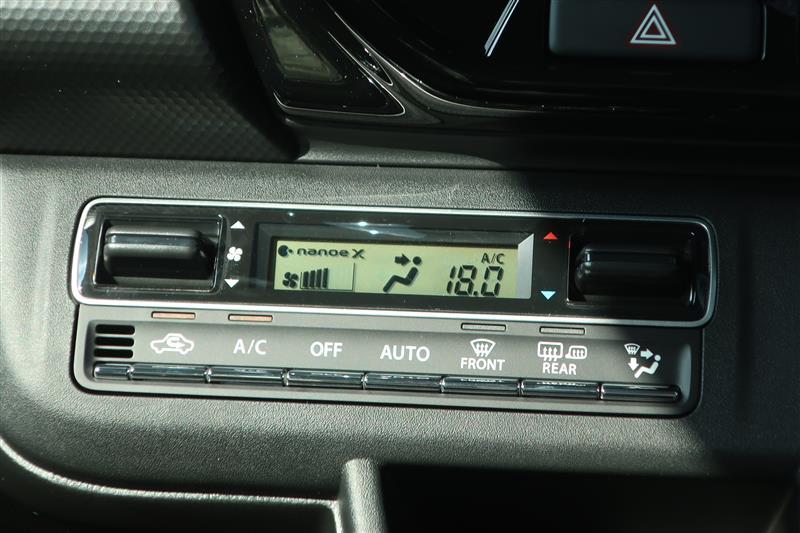 nanoe X
A/C
18.0
A/C OFF AUTO FRONT REAR